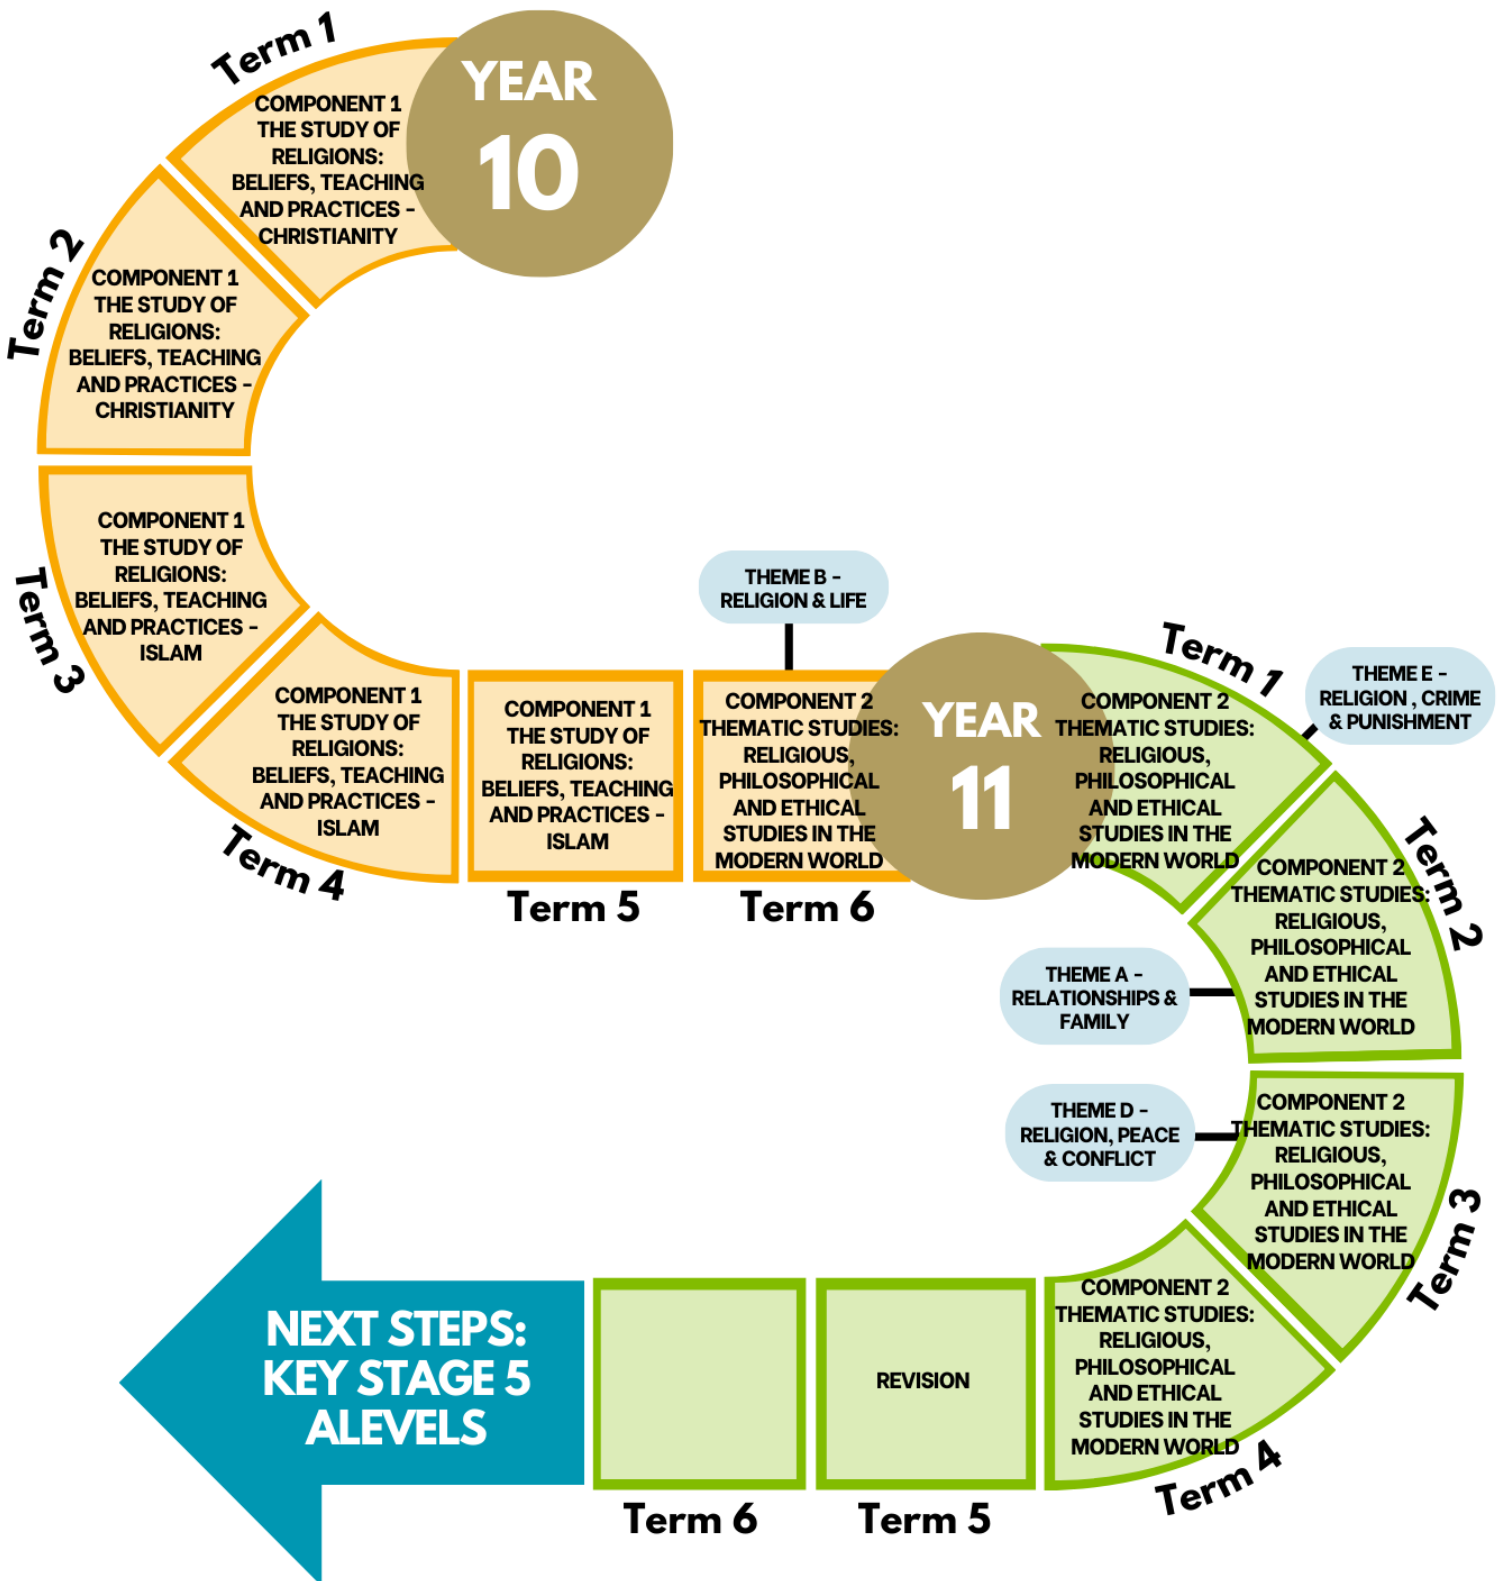 YEAR
10
Term 1
COMPONENT 1
THE STUDY OF
RELIGIONS:
BELIEFS, TEACHING
AND PRACTICES -
CHRISTIANITY
Term 2
COMPONENT 1
THE STUDY OF
RELIGIONS:
BELIEFS, TEACHING
AND PRACTICES -
CHRISTIANITY
Term 3
COMPONENT 1
THE STUDY OF
RELIGIONS:
BELIEFS, TEACHING
AND PRACTICES -
ISLAM
Term 4
COMPONENT 1
THE STUDY OF
RELIGIONS:
BELIEFS, TEACHING
AND PRACTICES -
ISLAM
COMPONENT 1
THE STUDY OF
RELIGIONS:
BELIEFS, TEACHING
AND PRACTICES -
ISLAM
Term 5
THEME B -
RELIGION & LIFE
COMPONENT 2
THEMATIC STUDIES:
RELIGIOUS,
PHILOSOPHICAL
AND ETHICAL
STUDIES IN THE
MODERN WORLD
Term 6
YEAR
11
Term 1
THEME E -
RELIGION , CRIME
& PUNISHMENT
COMPONENT 2
THEMATIC STUDIES:
RELIGIOUS,
PHILOSOPHICAL
AND ETHICAL
STUDIES IN THE
MODERN WORLD
Term 2
COMPONENT 2
THEMATIC STUDIES:
RELIGIOUS,
PHILOSOPHICAL
AND ETHICAL
STUDIES IN THE
MODERN WORLD
THEME A -
RELATIONSHIPS &
FAMILY
THEME D -
RELIGION, PEACE
& CONFLICT
COMPONENT 2
THEMATIC STUDIES:
RELIGIOUS,
PHILOSOPHICAL
AND ETHICAL
STUDIES IN THE
MODERN WORLD
Term 3
COMPONENT 2
THEMATIC STUDIES:
RELIGIOUS,
PHILOSOPHICAL
AND ETHICAL
STUDIES IN THE
MODERN WORLD
Term 4
REVISION
Term 5
Term 6
NEXT STEPS:
KEY STAGE 5
ALEVELS